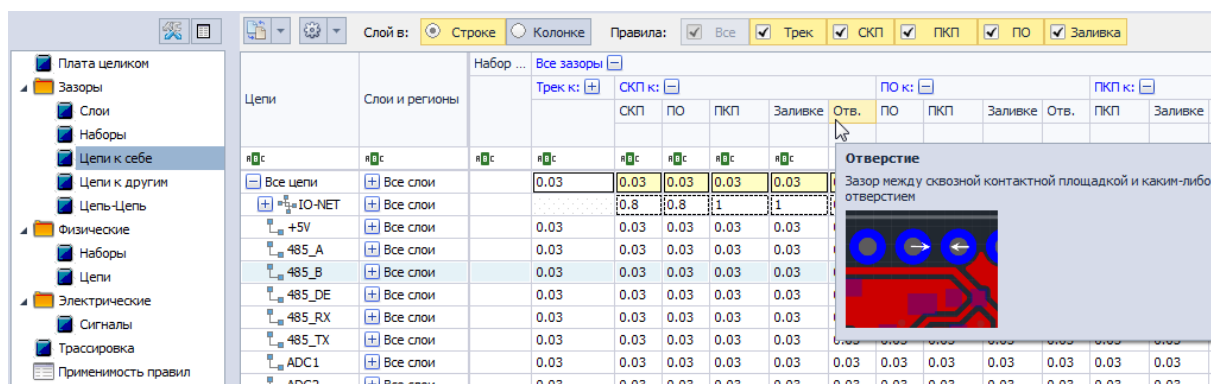 Слой в: Строке Колонке Правила: Все Трек СКП ПКП ПО Заливка
Плата целиком
Зазоры
Слои
Наборы
Цепи к себе
Цепи к другим
Цепь-Цепь
Физические
Наборы
Цепи
Электрические
Сигналы
Трассировка
Применимость правил
Цепи Слои и регионы Набор ... Все зазоры
Трек к: СКП к: ПО к: ПКП к:
СКП ПО ПКП Заливке Отв. ПО ПКП Заливке Отв. ПКП Заливке
Все цепи Все слои 0.03 0.03 0.03 0.03 0.03
IO-NET Все слои 0.8 0.8 1 1
+5V Все слои 0.03 0.03 0.03 0.03 0.03
485_A Все слои 0.03 0.03 0.03 0.03 0.03
485_B Все слои 0.03 0.03 0.03 0.03 0.03
485_DE Все слои 0.03 0.03 0.03 0.03 0.03
485_RX Все слои 0.03 0.03 0.03 0.03 0.03
485_TX Все слои 0.03 0.03 0.03 0.03 0.03 0.03 0.03 0.03 0.03 0.03 0.03
ADC1 Все слои 0.03 0.03 0.03 0.03 0.03 0.03 0.03 0.03 0.03 0.03 0.03
Отверстие
Зазор между сквозной контактной площадкой и каким-либо
отверстием